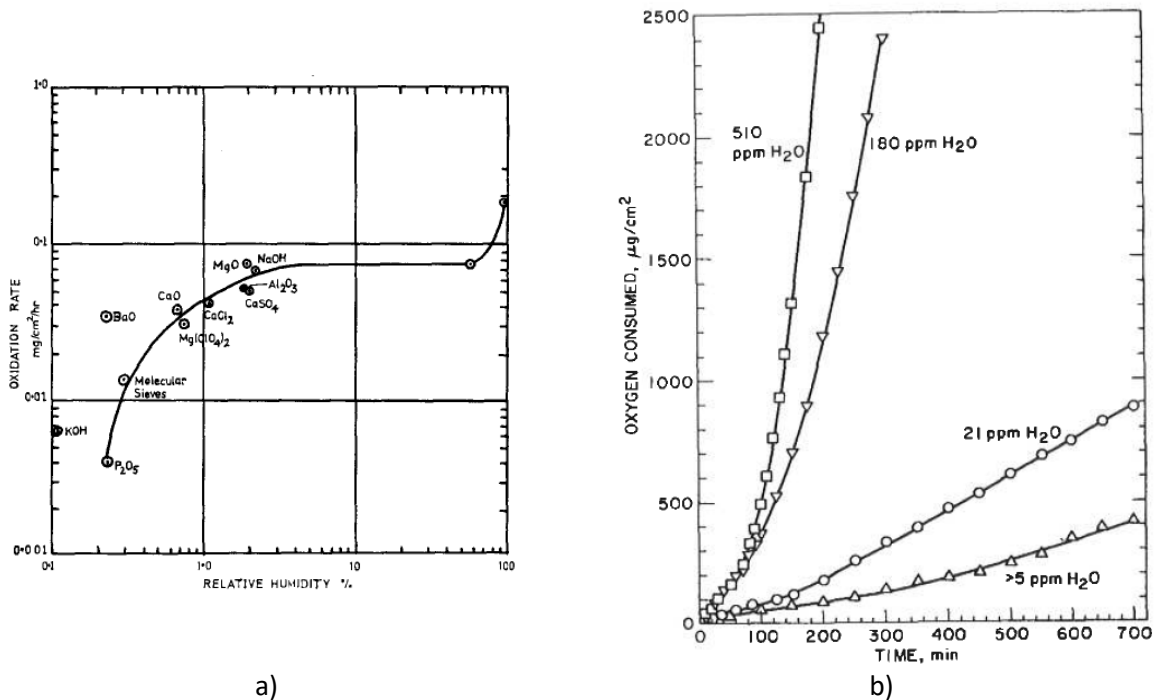 1·0
0·1
0·01
0·001
OXIDATION RATE
mg/cm²/hr
MgO
NaOH
Al₂O₃
CaSO₄
CaO
CaCl₂
BaO
Mg(ClO₄)₂
Molecular
Sieves
KOH
P₂O₅
0·1
1·0
10
100
RELATIVE HUMIDITY %
a)
2500
2000
1500
1000
500
0
OXYGEN CONSUMED, μg/cm²
510
ppm H₂O
180 ppm H₂O
21 ppm H₂O
>5 ppm H₂O
100
200
300
400
500
600
700
TIME, min
b)